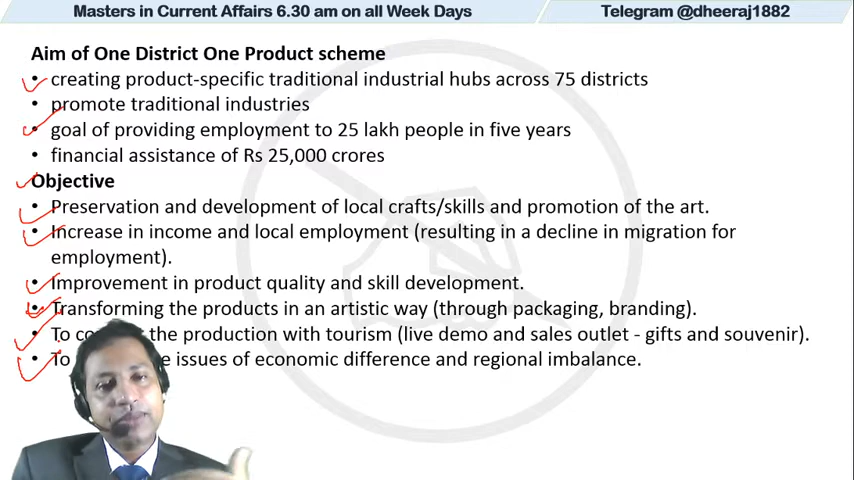 Masters in Current Affairs 6.30 am on all Week Days
Telegram @dheeraj1882
Aim of One District One Product scheme
• creating product-specific traditional industrial hubs across 75 districts
• promote traditional industries
• goal of providing employment to 25 lakh people in five years
• financial assistance of Rs 25,000 crores
Objective
• Preservation and development of local crafts/skills and promotion of the art.
• Increase in income and local employment (resulting in a decline in migration for
employment).
• Improvement in product quality and skill development.
• Transforming the products in an artistic way (through packaging, branding).
• To the production with tourism (live demo and sales outlet - gifts and souvenir).
• To issues of economic difference and regional imbalance.